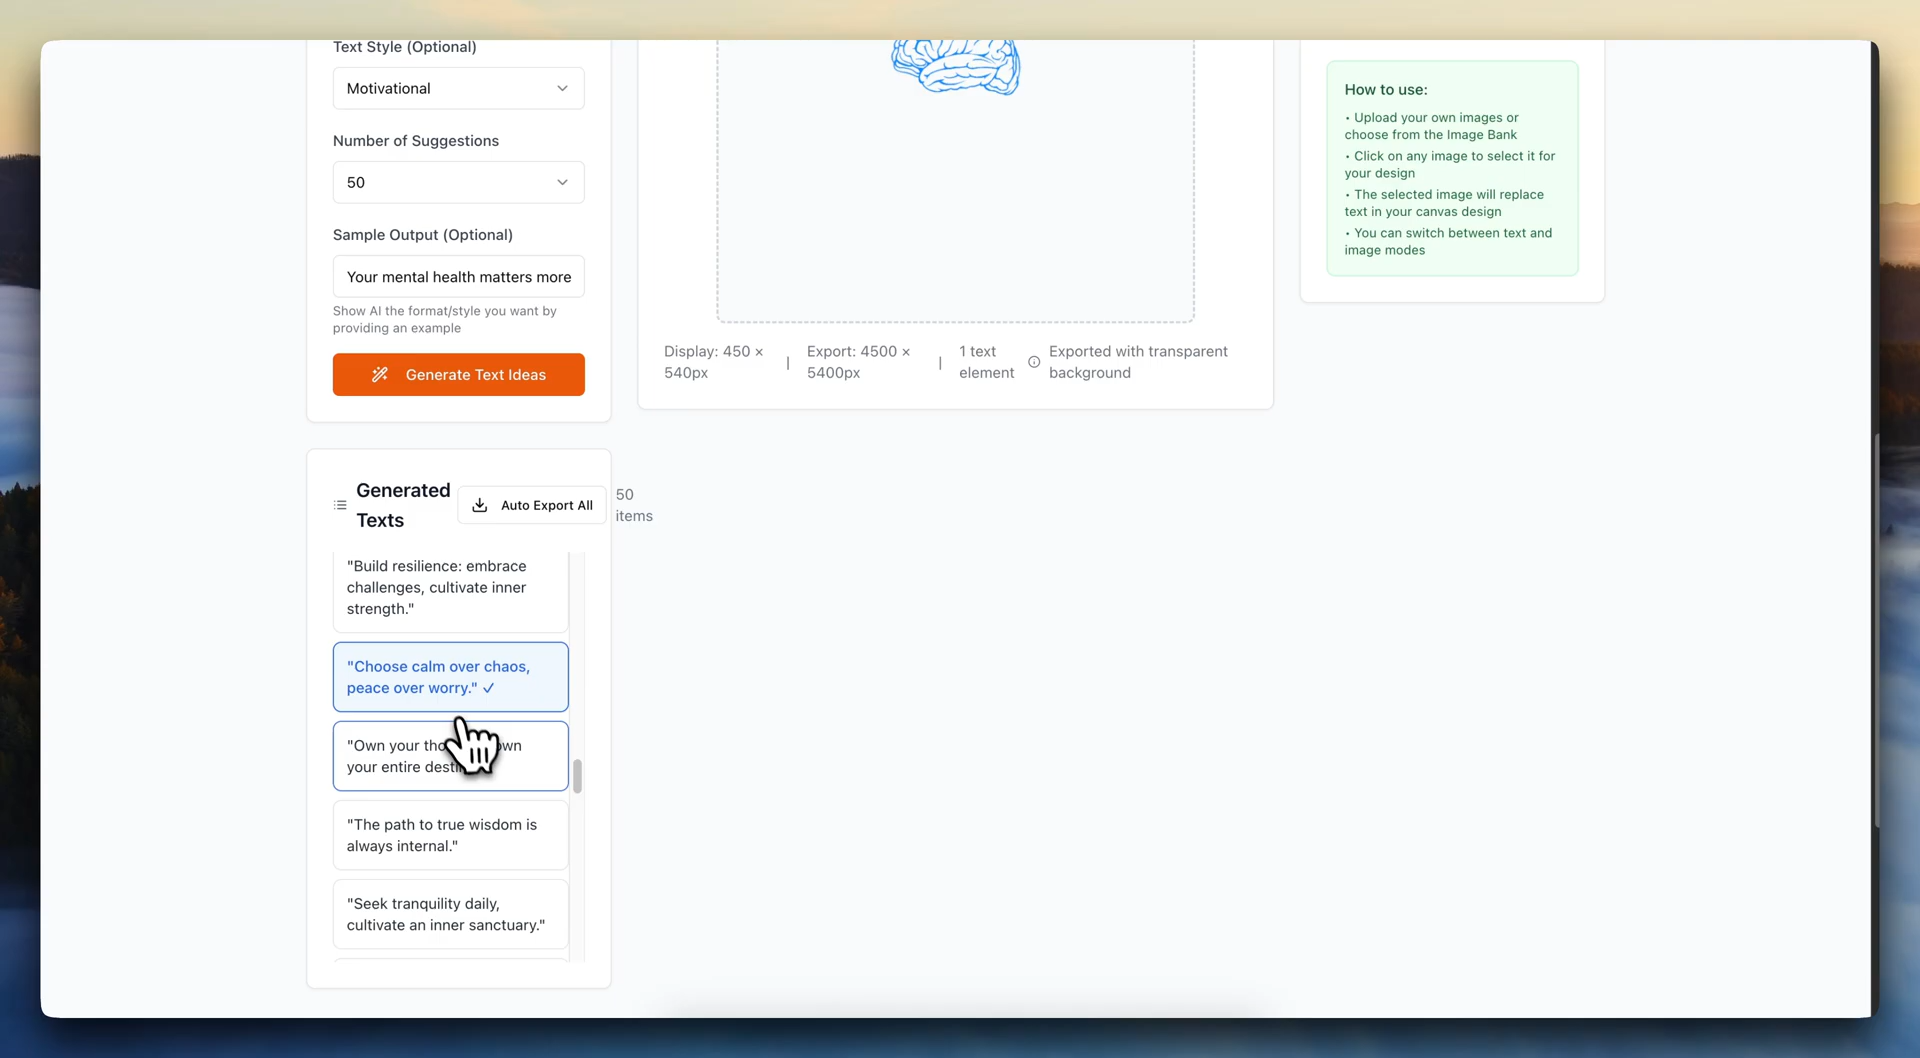 Text Style (Optional)
Motivational
Number of Suggestions
50
Sample Output (Optional)
Your mental health matters more
Show AI the format/style you want by
providing an example
Generate Text Ideas
Display: 450 ×
540px
|
Export: 4500 ×
5400px
|
1 text
element
Exported with transparent
background
How to use:
• Upload your own images or
choose from the Image Bank
• Click on any image to select it for
your design
• The selected image will replace
text in your canvas design
• You can switch between text and
image modes
Generated
Texts
Auto Export All
50
items
"Build resilience: embrace
challenges, cultivate inner
strength."
"Choose calm over chaos,
peace over worry." ✓
"Own your
your entire
"The path to true wisdom is
always internal."
"Seek tranquility daily,
cultivate an inner sanctuary."